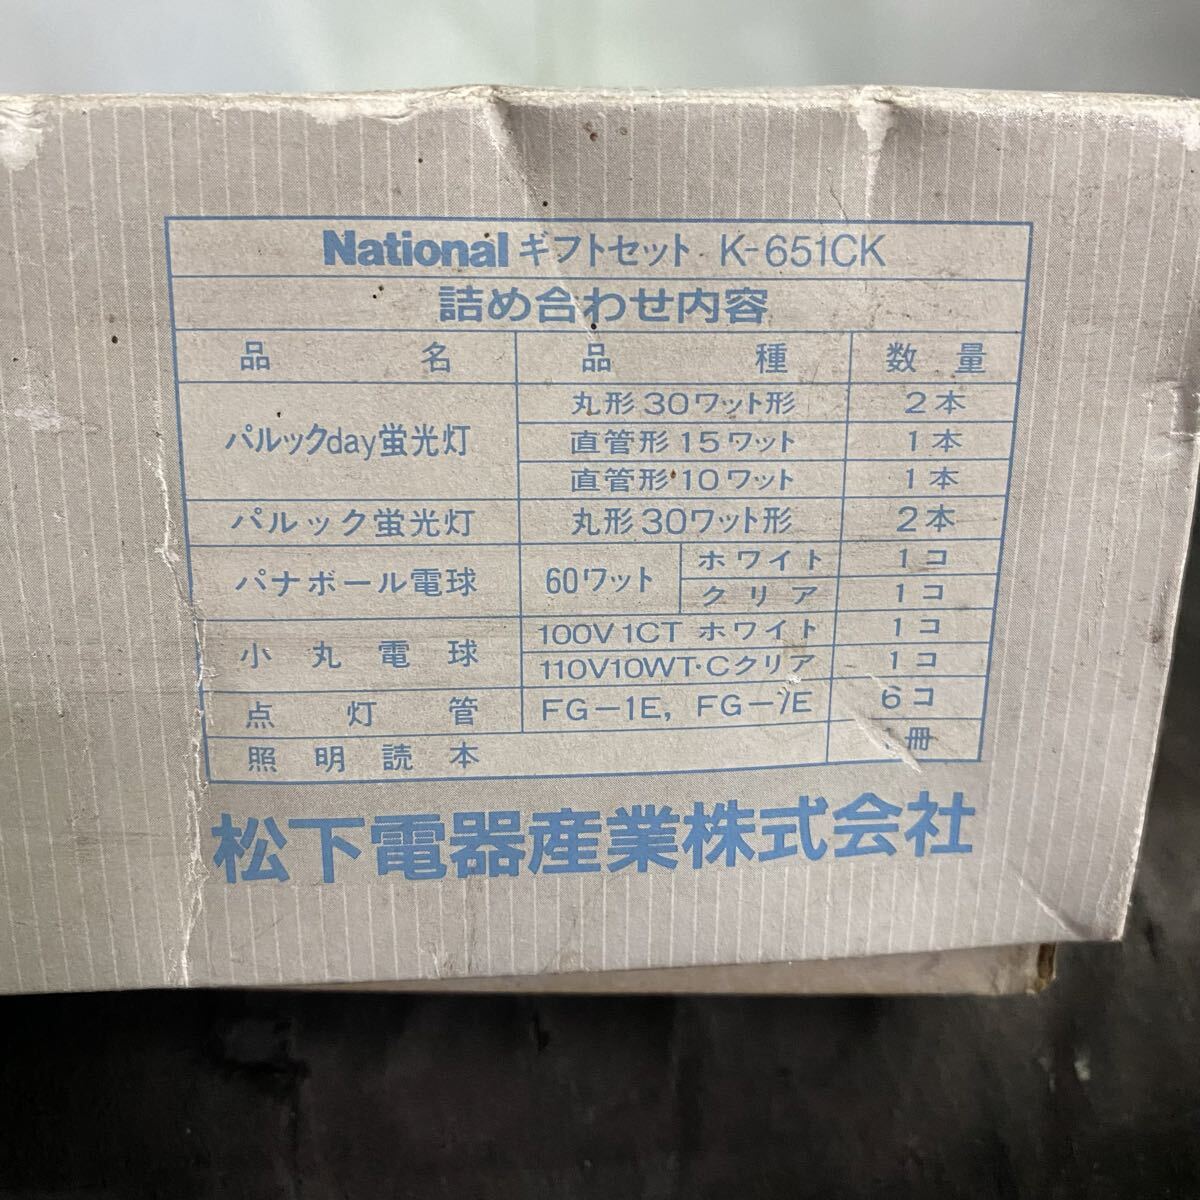 National ギフトセット K-651CK
詰め合わせ内容
品名 品種 数量
パルックday蛍光灯 丸形30ワット形 2本
直管形15ワット 1本
直管形10ワット 1本
パルック蛍光灯 丸形30ワット形 2本
パナボール電球 60ワット ホワイト 1コ
クリア 1コ
小丸電球 100V1CT ホワイト 1コ
110V10WT・Cクリア 1コ
点灯管 FG-1E, 6コ
照明読本 冊
松下電器産業株式会社